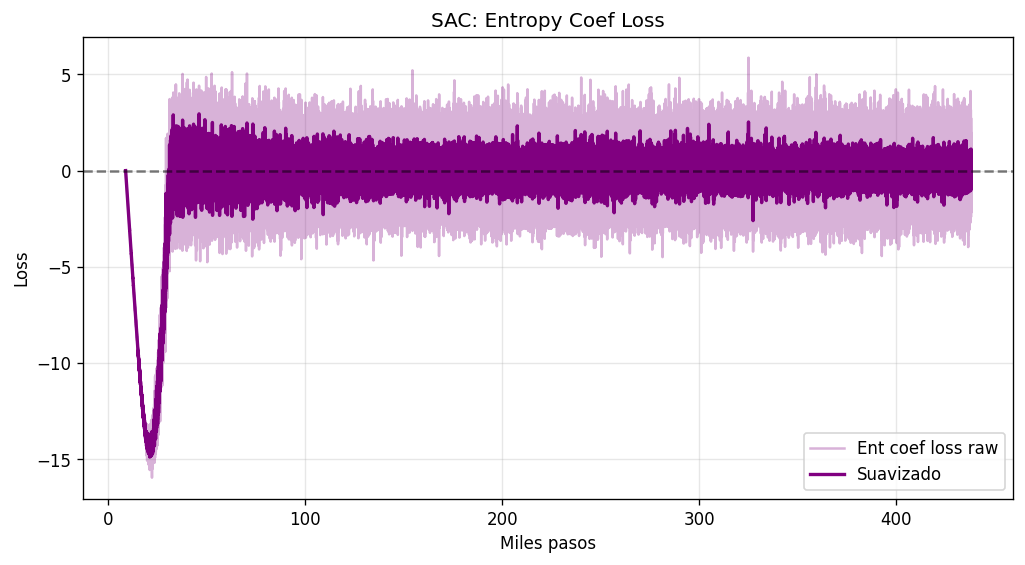 SAC: Entropy Coef Loss
5
0
−5
−10
−15
Loss
0 100 200 300 400
Miles pasos
Ent coef loss raw
Suavizado